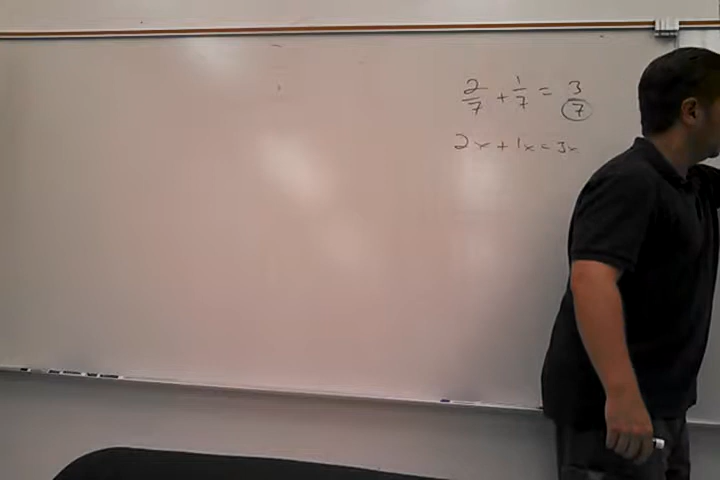 2/7 + 1/7 = 3/7
2x + 1x = 3x